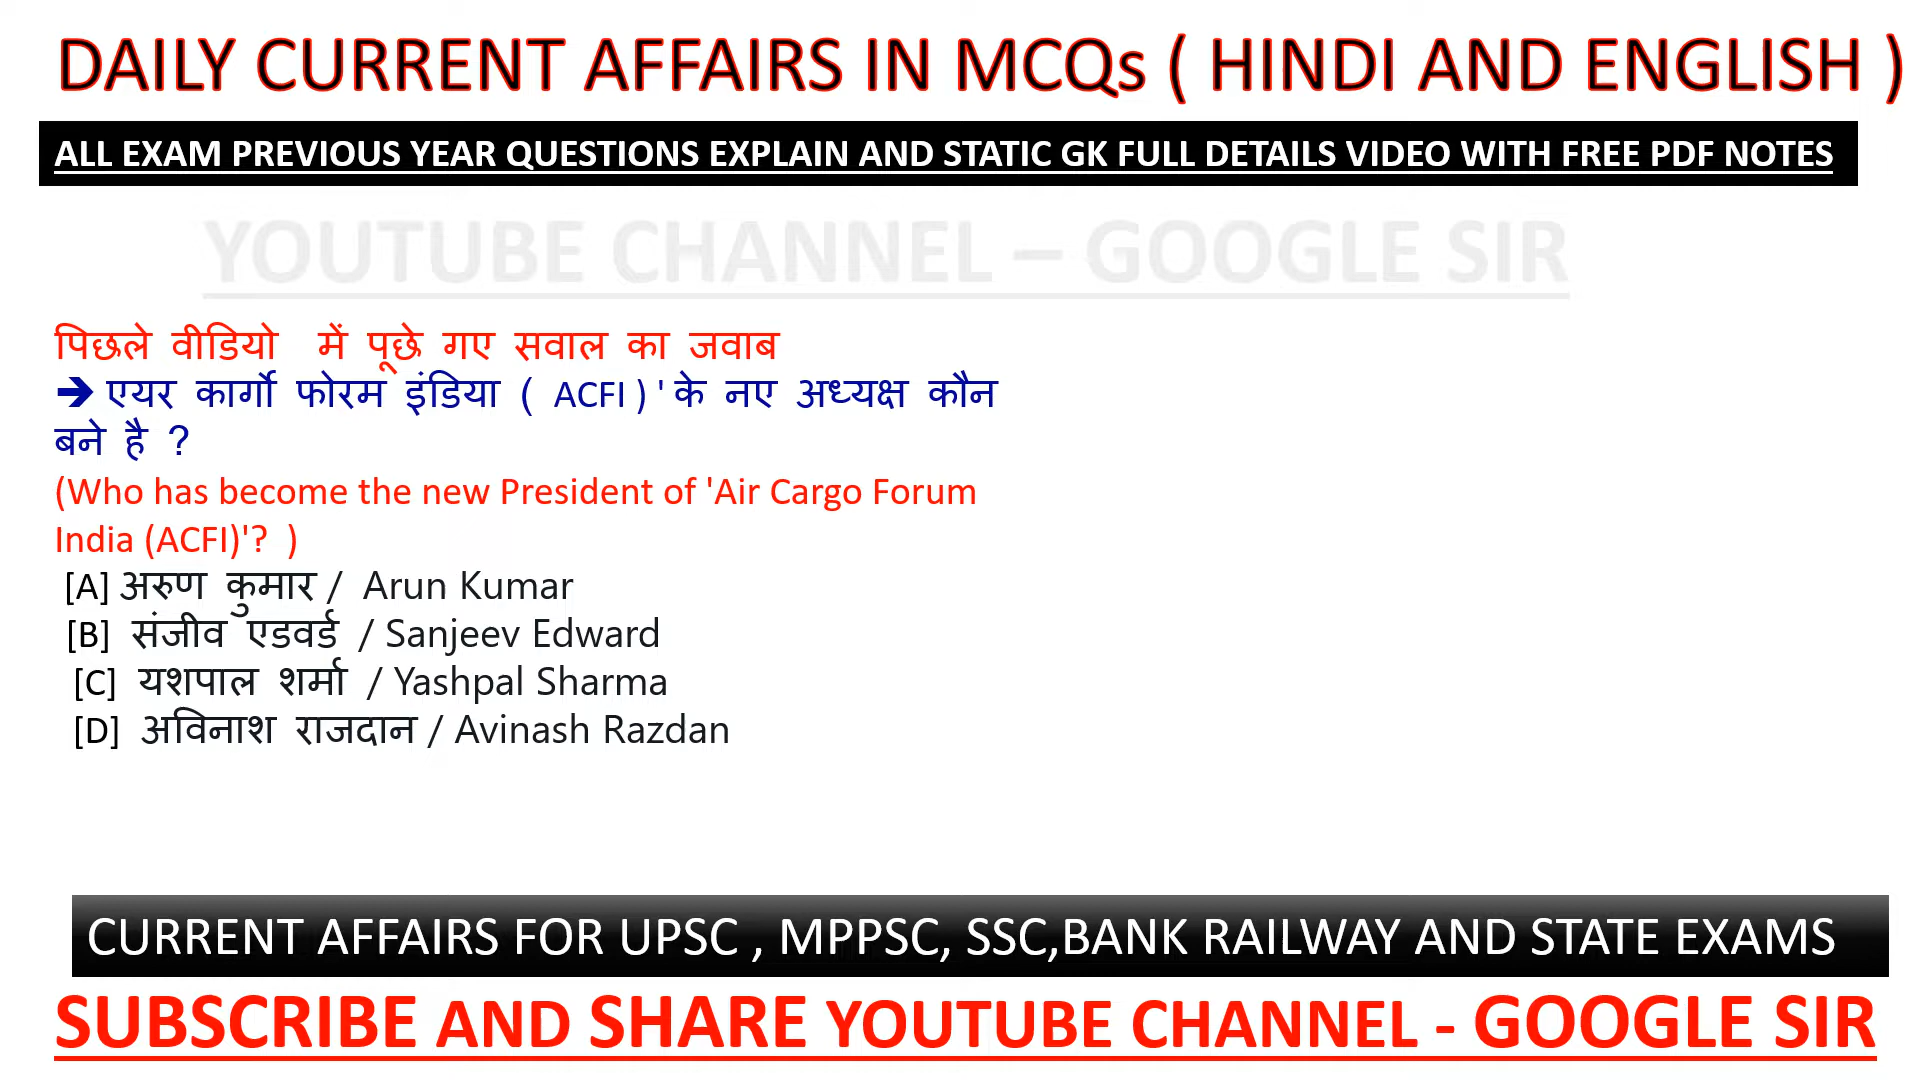 DAILY CURRENT AFFAIRS IN MCQs ( HINDI AND ENGLISH )
ALL EXAM PREVIOUS YEAR QUESTIONS EXPLAIN AND STATIC GK FULL DETAILS VIDEO WITH FREE PDF NOTES
YOUTUBE CHANNEL – GOOGLE SIR
पिछले वीडियो में पूछे गए सवाल का जवाब
➔ एयर कार्गो फोरम इंडिया ( ACFI ) ' के नए अध्यक्ष कौन
बने है ?
(Who has become the new President of 'Air Cargo Forum
India (ACFI)'? )
[A] अरुण कुमार / Arun Kumar
[B] संजीव एडवर्ड / Sanjeev Edward
[C] यशपाल शर्मा / Yashpal Sharma
[D] अविनाश राजदान / Avinash Razdan
CURRENT AFFAIRS FOR UPSC , MPPSC, SSC,BANK RAILWAY AND STATE EXAMS
SUBSCRIBE AND SHARE YOUTUBE CHANNEL - GOOGLE SIR